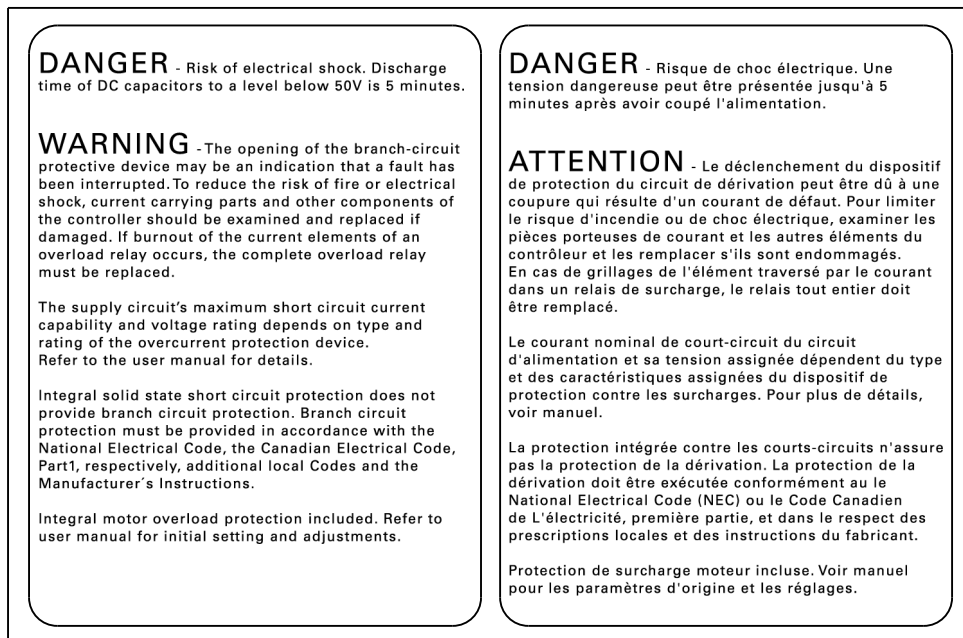 DANGER - Risk of electrical shock. Discharge
time of DC capacitors to a level below 50V is 5 minutes.
WARNING - The opening of the branch-circuit
protective device may be an indication that a fault has
been interrupted. To reduce the risk of fire or electrical
shock, current carrying parts and other components of
the controller should be examined and replaced if
damaged. If burnout of the current elements of an
overload relay occurs, the complete overload relay
must be replaced.
The supply circuit's maximum short circuit current
capability and voltage rating depends on type and
rating of the overcurrent protection device.
Refer to the user manual for details.
Integral solid state short circuit protection does not
provide branch circuit protection. Branch circuit
protection must be provided in accordance with the
National Electrical Code, the Canadian Electrical Code,
Part1, respectively, additional local Codes and the
Manufacturer´s Instructions.
Integral motor overload protection included. Refer to
user manual for initial setting and adjustments.
DANGER - Risque de choc électrique. Une
tension dangereuse peut être présentée jusqu'à 5
minutes après avoir coupé l'alimentation.
ATTENTION - Le déclenchement du dispositif
de protection du circuit de dérivation peut être dû à une
coupure qui résulte d'un courant de défaut. Pour limiter
le risque d'incendie ou de choc électrique, examiner les
pièces porteuses de courant et les autres éléments du
contrôleur et les remplacer s'ils sont endommagés.
En cas de grillages de l'élément traversé par le courant
dans un relais de surcharge, le relais tout entier doit
être remplacé.
Le courant nominal de court-circuit du circuit
d'alimentation et sa tension assignée dépendent du type
et des caractéristiques assignées du dispositif de
protection contre les surcharges. Pour plus de détails,
voir manuel.
La protection intégrée contre les courts-circuits n'assure
pas la protection de la dérivation. La protection de la
dérivation doit être exécutée conformément au le
National Electrical Code (NEC) ou le Code Canadien
de L'électricité, première partie, et dans le respect des
prescriptions locales et des instructions du fabricant.
Protection de surcharge moteur incluse. Voir manuel
pour les paramètres d'origine et les réglages.